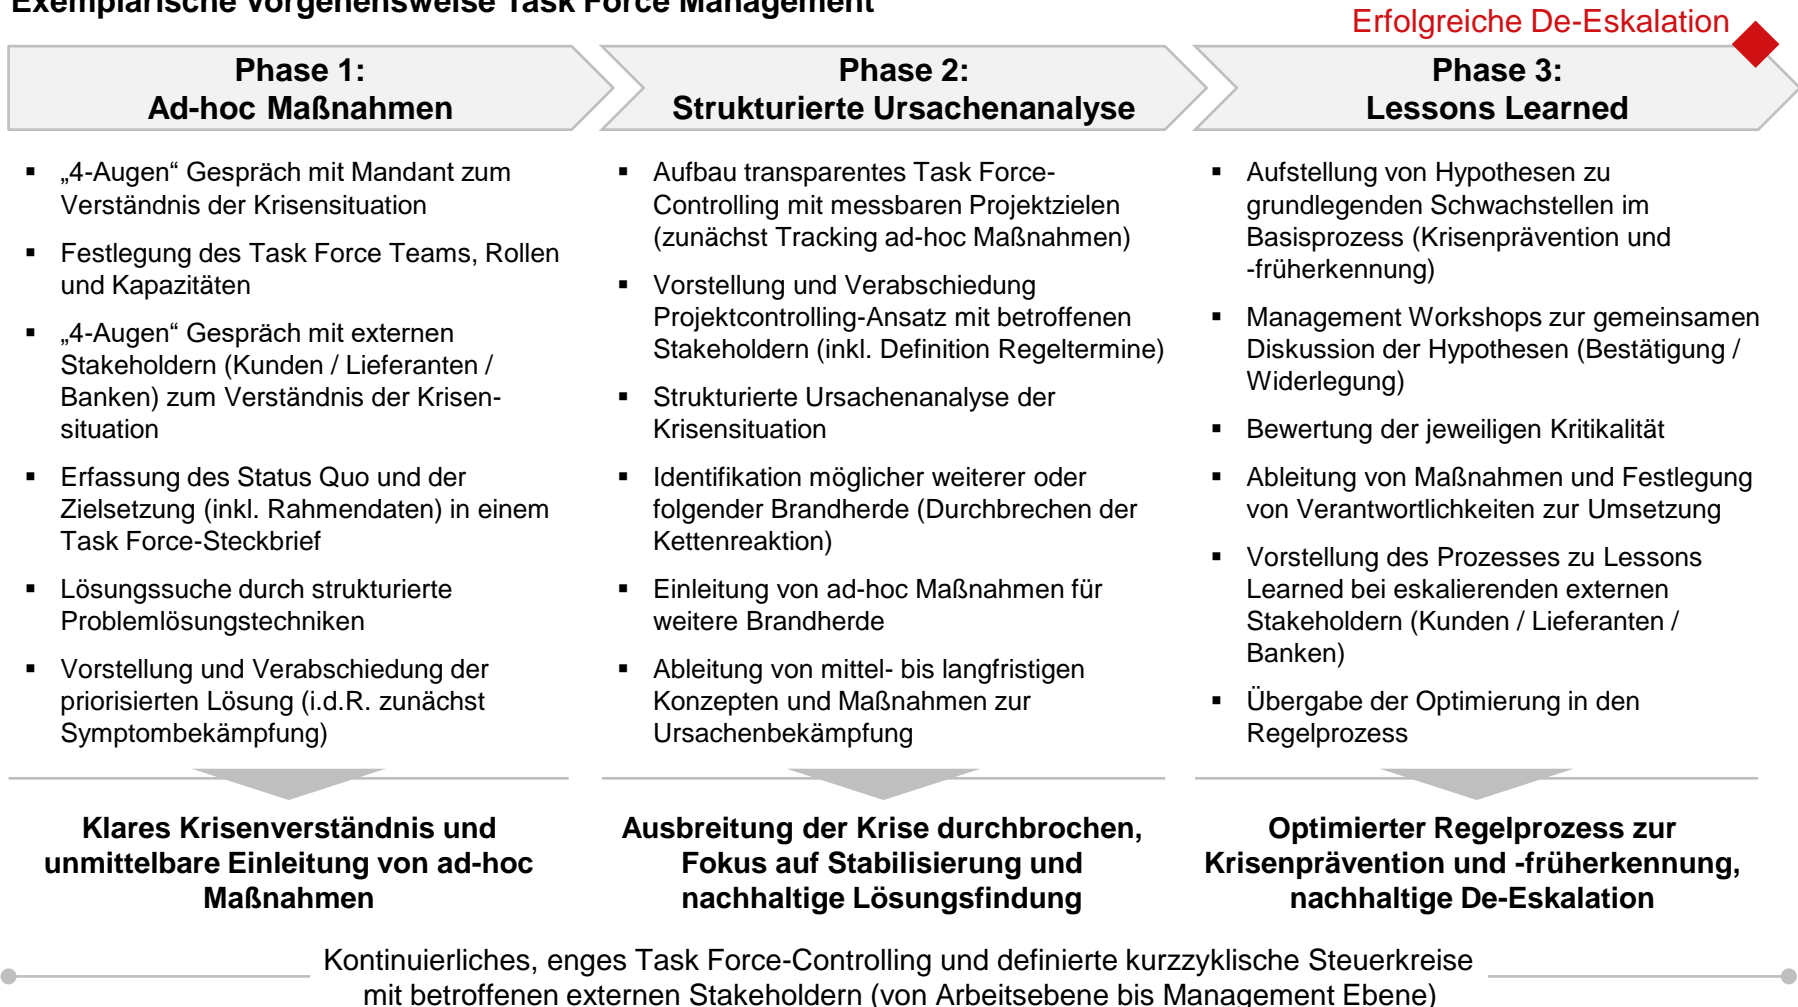 Exemplarische Vorgehensweise Task Force Management
Erfolgreiche De-Eskalation
Phase 1:
Ad-hoc Maßnahmen
„4-Augen“ Gespräch mit Mandant zum
Verständnis der Krisensituation
Festlegung des Task Force Teams, Rollen
und Kapazitäten
„4-Augen“ Gespräch mit externen
Stakeholdern (Kunden / Lieferanten /
Banken) zum Verständnis der Krisen-
situation
Erfassung des Status Quo und der
Zielsetzung (inkl. Rahmendaten) in einem
Task Force-Steckbrief
Lösungssuche durch strukturierte
Problemlösungstechniken
Vorstellung und Verabschiedung der
priorisierten Lösung (i.d.R. zunächst
Symptombekämpfung)
Klares Krisenverständnis und
unmittelbare Einleitung von ad-hoc
Maßnahmen
Phase 2:
Strukturierte Ursachenanalyse
Aufbau transparentes Task Force-
Controlling mit messbaren Projektzielen
(zunächst Tracking ad-hoc Maßnahmen)
Vorstellung und Verabschiedung
Projektcontrolling-Ansatz mit betroffenen
Stakeholdern (inkl. Definition Regeltermine)
Strukturierte Ursachenanalyse der
Krisensituation
Identifikation möglicher weiterer oder
folgender Brandherde (Durchbrechen der
Kettenreaktion)
Einleitung von ad-hoc Maßnahmen für
weitere Brandherde
Ableitung von mittel- bis langfristigen
Konzepten und Maßnahmen zur
Ursachenbekämpfung
Ausbreitung der Krise durchbrochen,
Fokus auf Stabilisierung und
nachhaltige Lösungsfindung
Phase 3:
Lessons Learned
Aufstellung von Hypothesen zu
grundlegenden Schwachstellen im
Basisprozess (Krisenprävention und
-früherkennung)
Management Workshops zur gemeinsamen
Diskussion der Hypothesen (Bestätigung /
Widerlegung)
Bewertung der jeweiligen Kritikalität
Ableitung von Maßnahmen und Festlegung
von Verantwortlichkeiten zur Umsetzung
Vorstellung des Prozesses zu Lessons
Learned bei eskalierenden externen
Stakeholdern (Kunden / Lieferanten /
Banken)
Übergabe der Optimierung in den
Regelprozess
Optimierter Regelprozess zur
Krisenprävention und -früherkennung,
nachhaltige De-Eskalation
Kontinuierliches, enges Task Force-Controlling und definierte kurzzyklische Steuerkreise
mit betroffenen externen Stakeholdern (von Arbeitsebene bis Management Ebene)